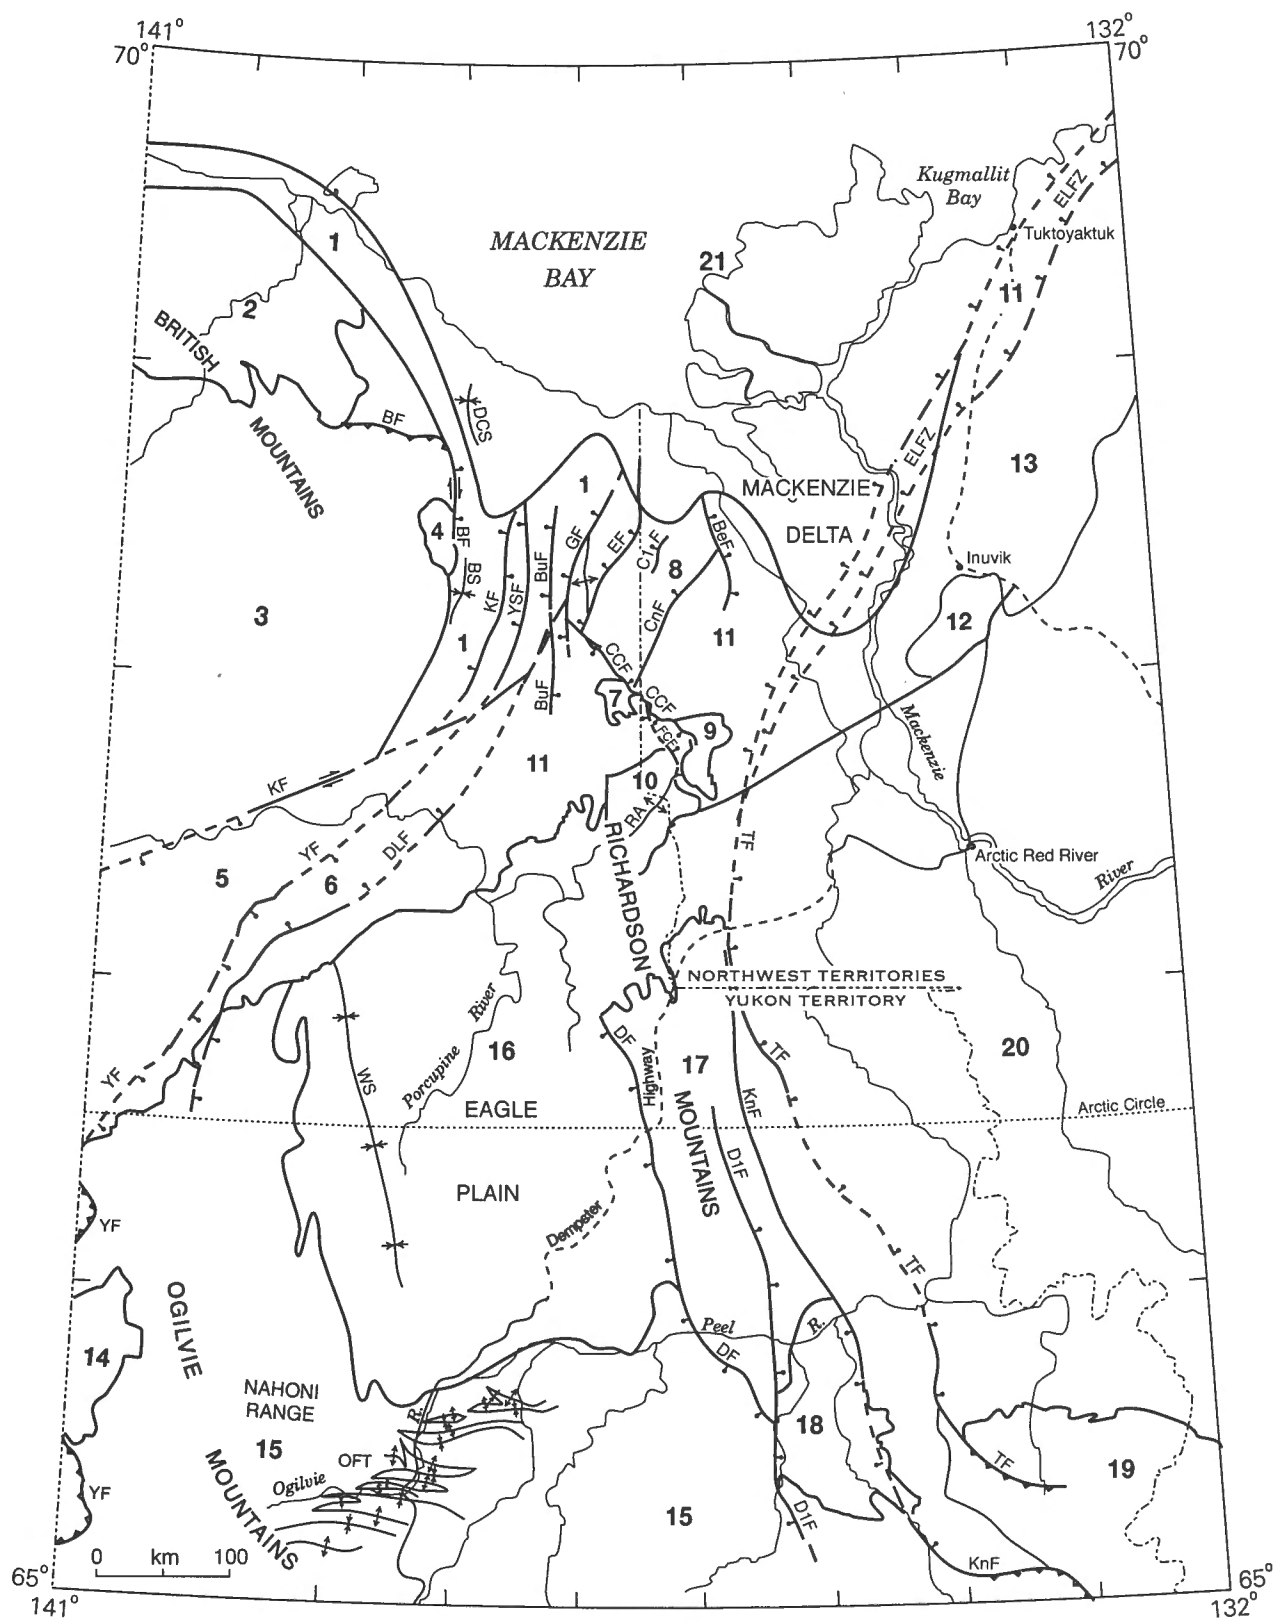 141°
132°
70°
70°
Kugmallit
Bay
ELFZ
Tuktoyaktuk
MACKENZIE
BAY
1
21
11
2
BRITISH
MOUNTAINS
BF
DCS
ELFZ
13
1
MACKENZIE
DELTA
4
BF
BS
KF
YSF
BuF
GF
EF
C1F
8
BeF
Inuvik
3
1
CnF
11
12
CCF
BuF
7
CCF
9
FCF
Mackenzie
11
10
KF
RA
RICHARDSON
TF
YF
DLF
5
6
Arctic Red River
River
NORTHWEST TERRITORIES
YUKON TERRITORY
River
Porcupine
DF
16
Highway
17
TF
20
YF
WS
EAGLE
MOUNTAINS
KnF
Arctic Circle
D1F
PLAIN
YF
Dempster
TF
OGILVIE
Peel
R.
14
DF
NAHONI
RANGE
R.
18
15
OFT
TF
19
Ogilvie
YF
MOUNTAINS
15
D1F
0 km 100
KnF
65°
65°
141°
132°